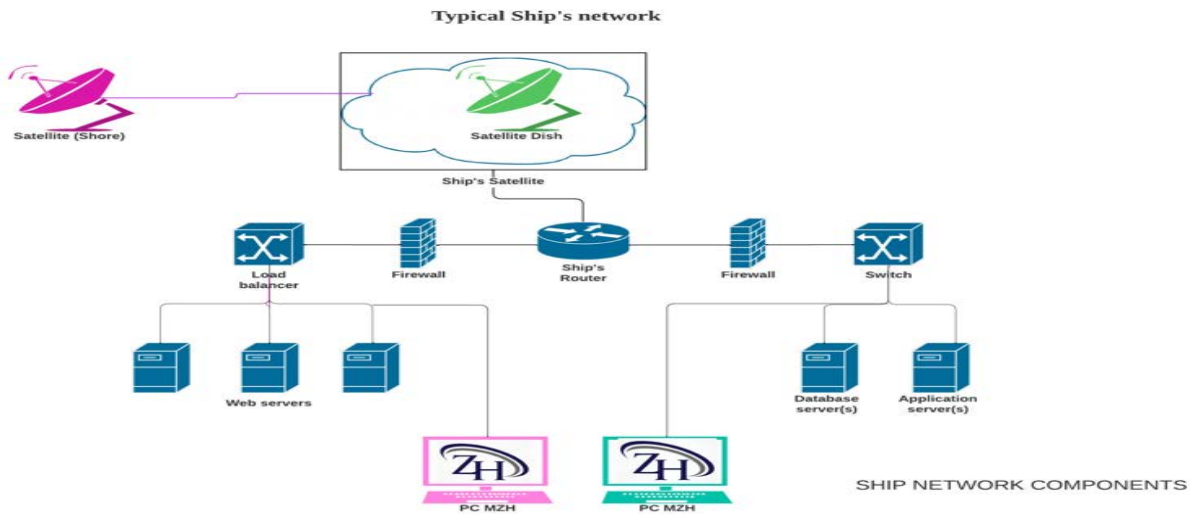 Typical Ship's network
Satellite (Shore)
Satellite Dish
Ship's Satellite
Load
balancer
Firewall
Ship's
Router
Firewall
Switch
Web servers
Database
server(s)
Application
server(s)
ZH
ZH
PC MZH
PC MZH
SHIP NETWORK COMPONENTS